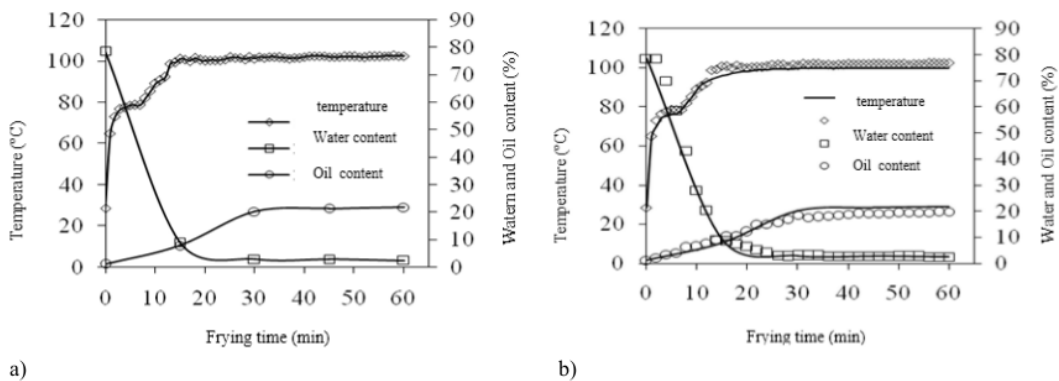 120
100
80
60
40
20
0
Temperature (°C)
90
80
70
60
50
40
30
20
10
0
Watern and Oil content (%)
temperature
Water content
Oil content
0 10 20 30 40 50 60
Frying time (min)
a)
120
100
80
60
40
20
0
Temperature (°C)
90
80
70
60
50
40
30
20
10
0
Water and Oil content (%)
temperature
Water content
Oil content
0 10 20 30 40 50 60
Frying time (min)
b)